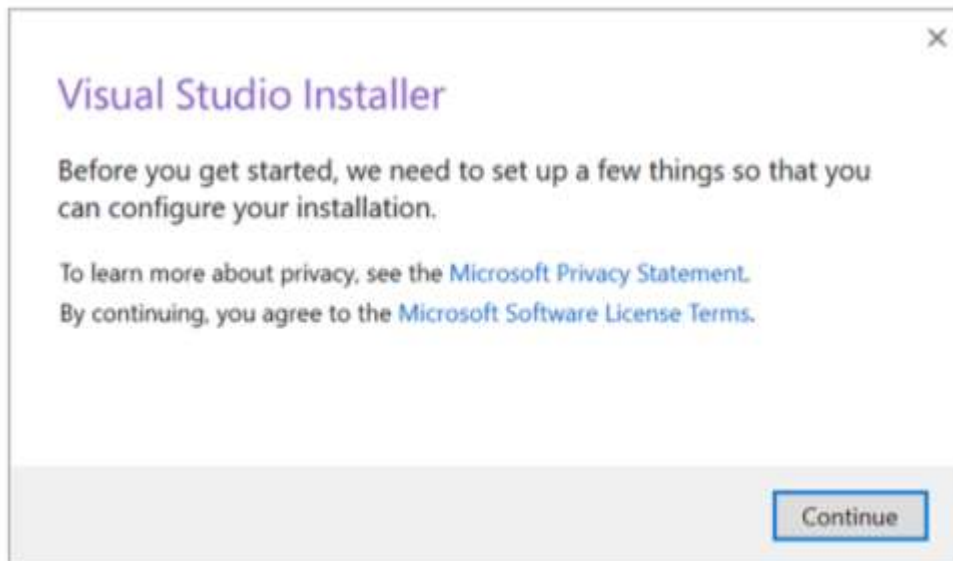 Visual Studio Installer
Before you get started, we need to set up a few things so that you
can configure your installation.
To learn more about privacy, see the Microsoft Privacy Statement.
By continuing, you agree to the Microsoft Software License Terms.
Continue